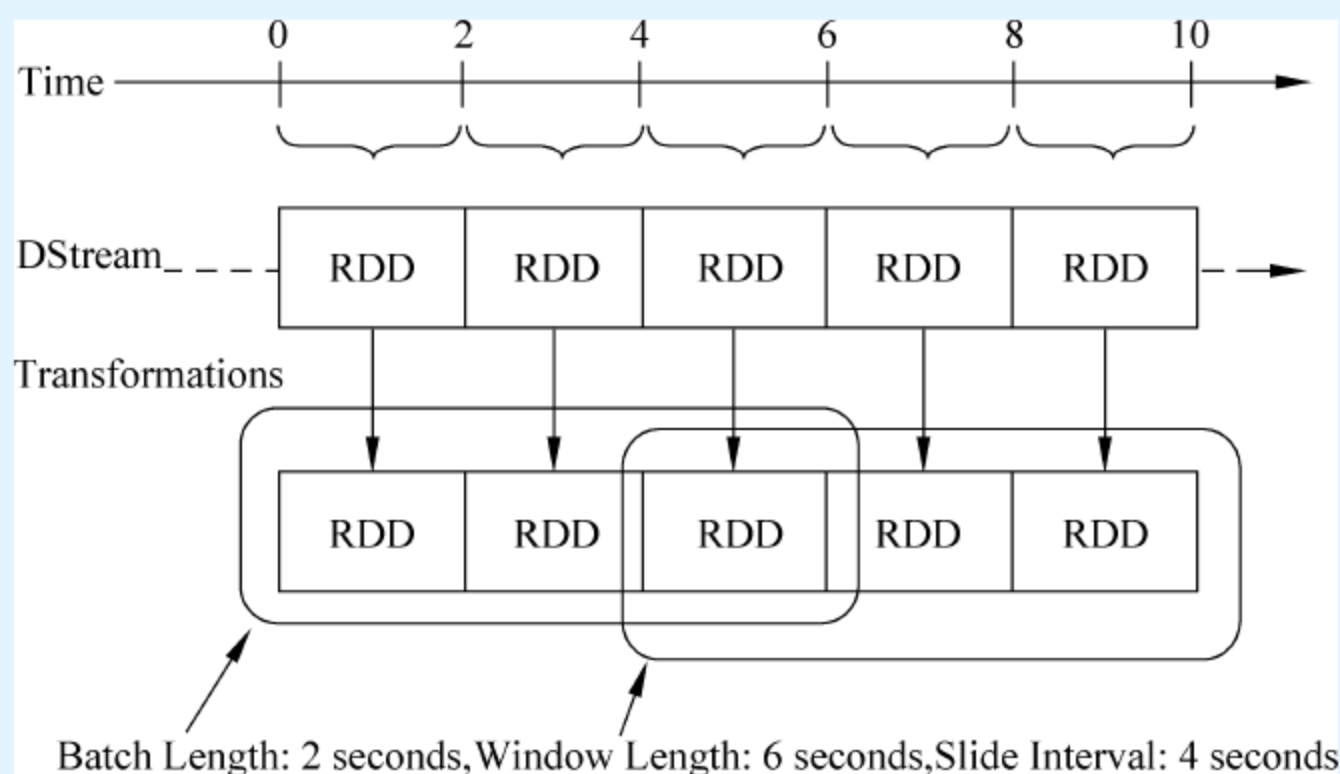 0 2 4 6 8 10
Time
DStream
RDD RDD RDD RDD RDD
Transformations
RDD RDD RDD RDD RDD
Batch Length: 2 seconds,Window Length: 6 seconds,Slide Interval: 4 seconds